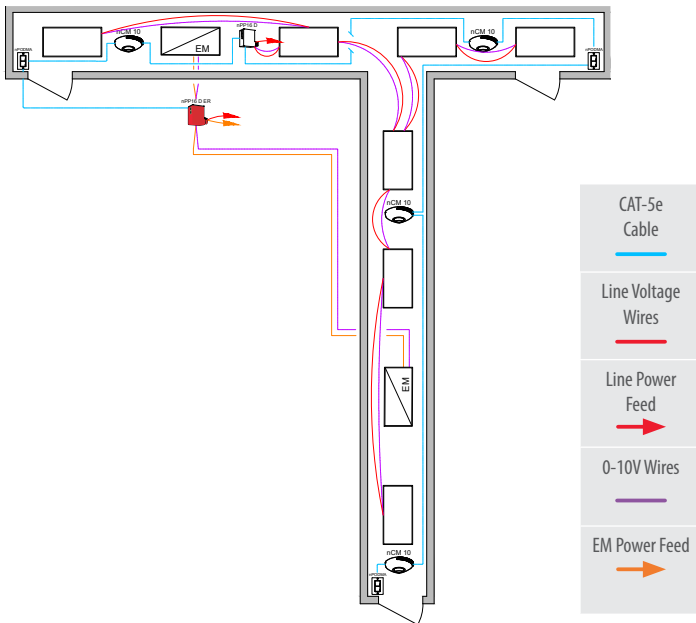 nPODMA
nCM 10
EM
nPP16 D
nCM 10
nPODMA
nPP16 D ER
nCM 10
EM
nCM 10
nPODMA
CAT-5e
Cable
Line Voltage
Wires
Line Power
Feed
0-10V Wires
EM Power Feed